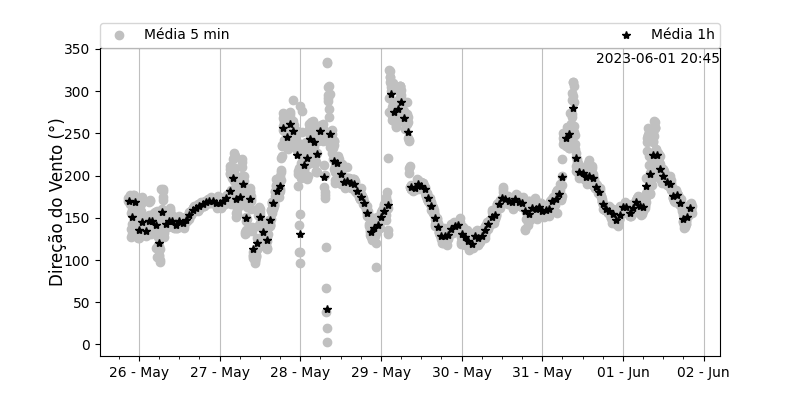 Média 5 min
Média 1h
2023-06-01 20:45
Direção do Vento (°)
350
300
250
200
150
100
50
0
26 - May
27 - May
28 - May
29 - May
30 - May
31 - May
01 - Jun
02 - Jun